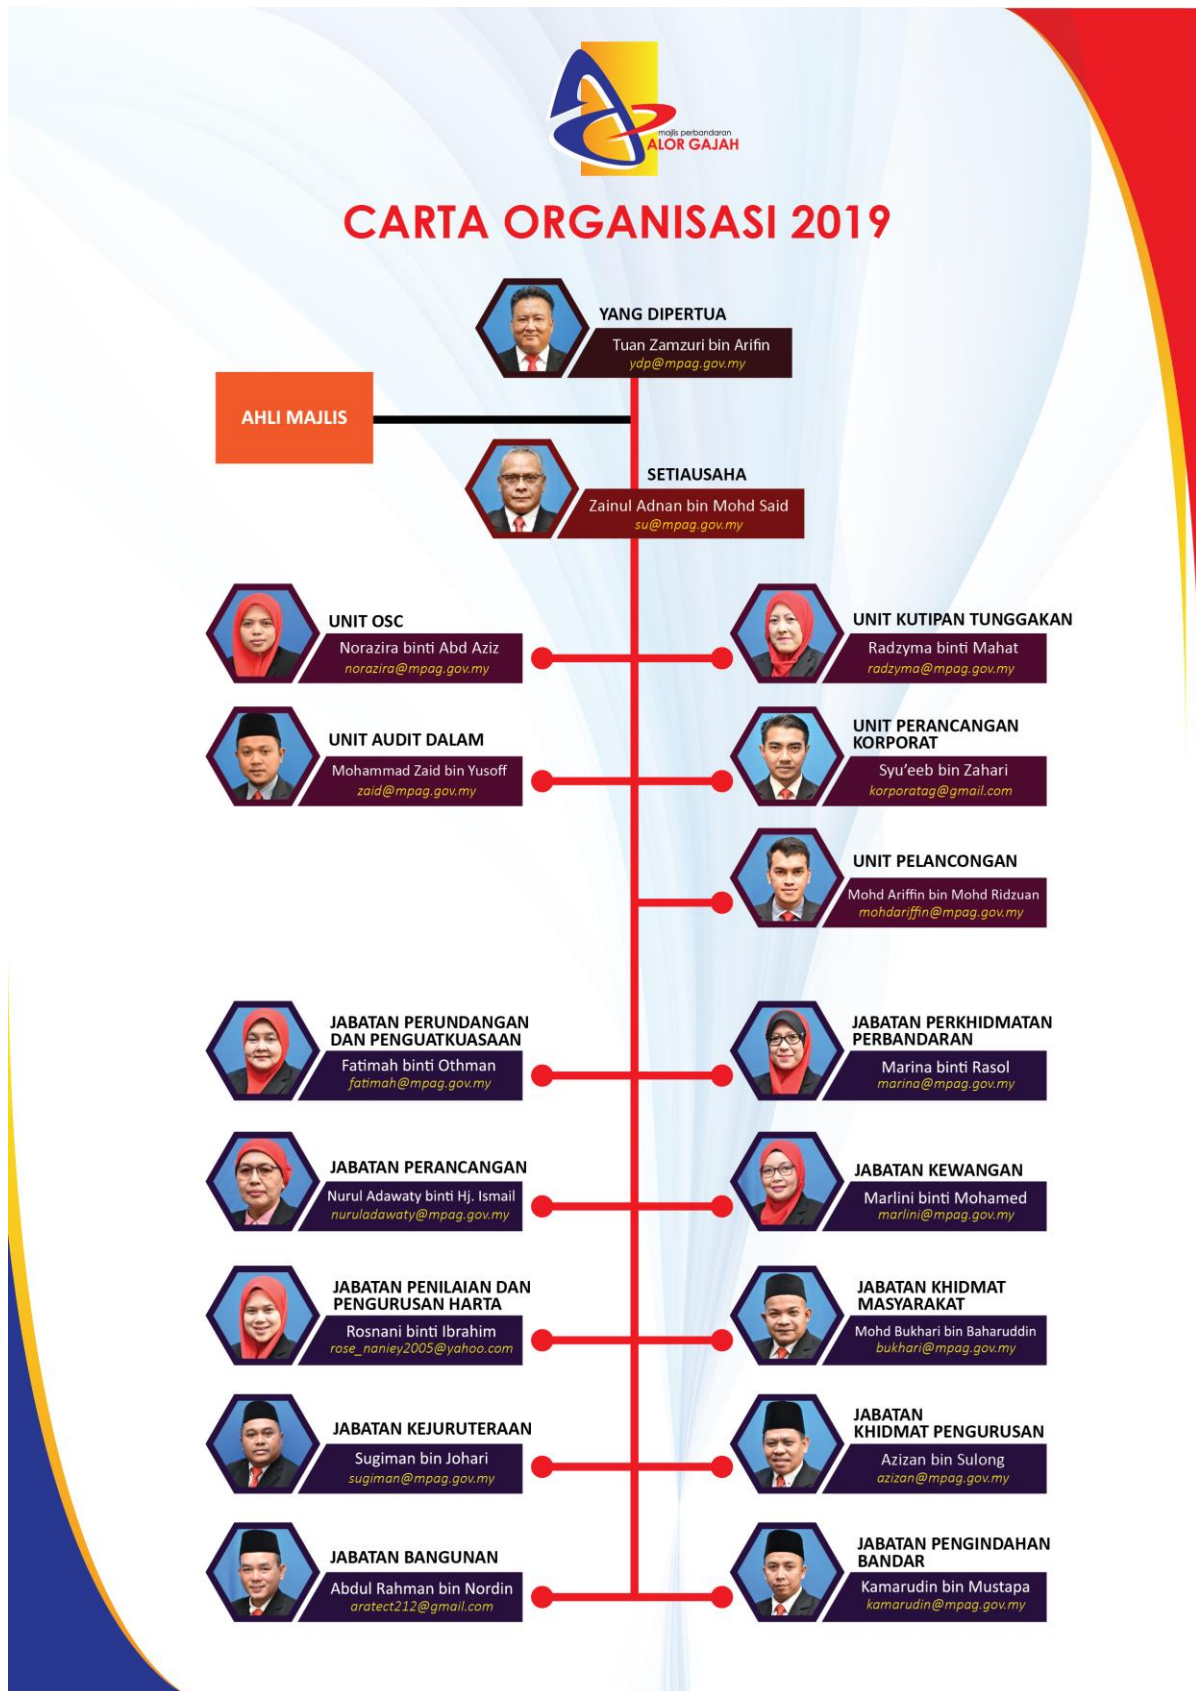 majlis perbandaran
ALOR GAJAH
CARTA ORGANISASI 2019
YANG DIPERTUA
Tuan Zamzuri bin Arifin
ydp@mpag.gov.my
AHLI MAJLIS
SETIAUSAHA
Zainul Adnan bin Mohd Said
su@mpag.gov.my
UNIT OSC
Norazira binti Abd Aziz
norazira@mpag.gov.my
UNIT KUTIPAN TUNGGAKAN
Radzyma binti Mahat
radzyma@mpag.gov.my
UNIT AUDIT DALAM
Mohammad Zaid bin Yusoff
zaid@mpag.gov.my
UNIT PERANCANGAN
KORPORAT
Syu'eeb bin Zahari
korporatag@gmail.com
UNIT PELANCONGAN
Mohd Ariffin bin Mohd Ridzuan
mohdariffin@mpag.gov.my
JABATAN PERUNDANGAN
DAN PENGUATKUASAAN
Fatimah binti Othman
fatimah@mpag.gov.my
JABATAN PERKHIDMATAN
PERBANDARAN
Marina binti Rasol
marina@mpag.gov.my
JABATAN PERANCANGAN
Nurul Adawaty binti Hj. Ismail
nuruladawaty@mpag.gov.my
JABATAN KEWANGAN
Marlini binti Mohamed
marlini@mpag.gov.my
JABATAN PENILAIAN DAN
PENGURUSAN HARTA
Rosnani binti Ibrahim
rose_naniey2005@yahoo.com
JABATAN KHIDMAT
MASYARAKAT
Mohd Bukhari bin Baharuddin
bukhari@mpag.gov.my
JABATAN KEJURUTERAAN
Sugiman bin Johari
sugiman@mpag.gov.my
JABATAN
KHIDMAT PENGURUSAN
Azizan bin Sulong
azizan@mpag.gov.my
JABATAN BANGUNAN
Abdul Rahman bin Nordin
aratect212@gmail.com
JABATAN PENGINDAHAN
BANDAR
Kamarudin bin Mustapa
kamarudin@mpag.gov.my